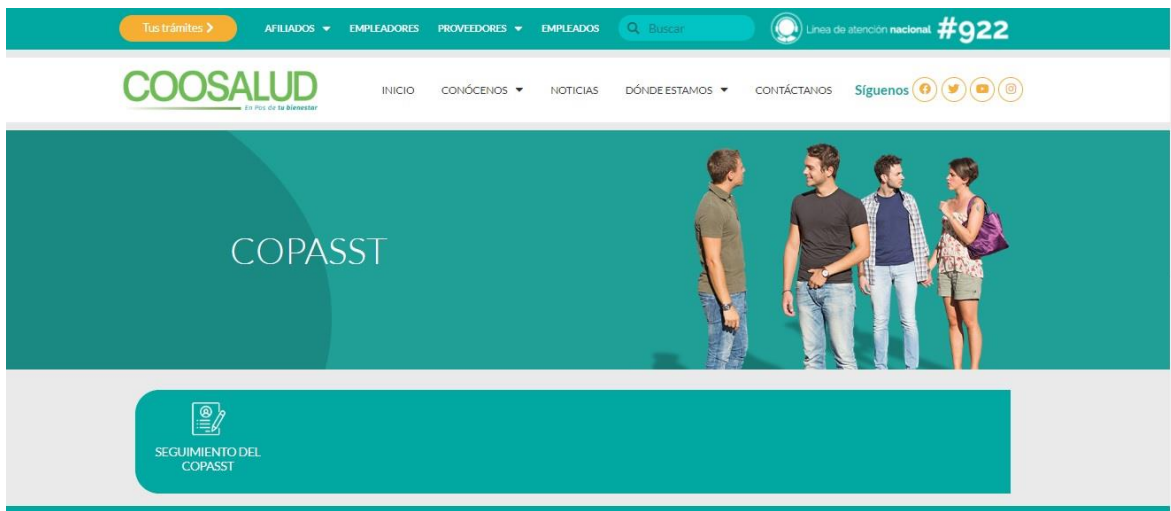 Tus trámites
AFILIADOS EMPLEADORES PROVEEDORES EMPLEADOS
Buscar
Línea de atención nacional #922
COOSALUD
En Pos de tu bienestar
INICIO CONÓCENOS NOTICIAS DÓNDE ESTAMOS CONTÁCTANOS Síguenos
COPASST
SEGUIMIENTO DEL
COPASST